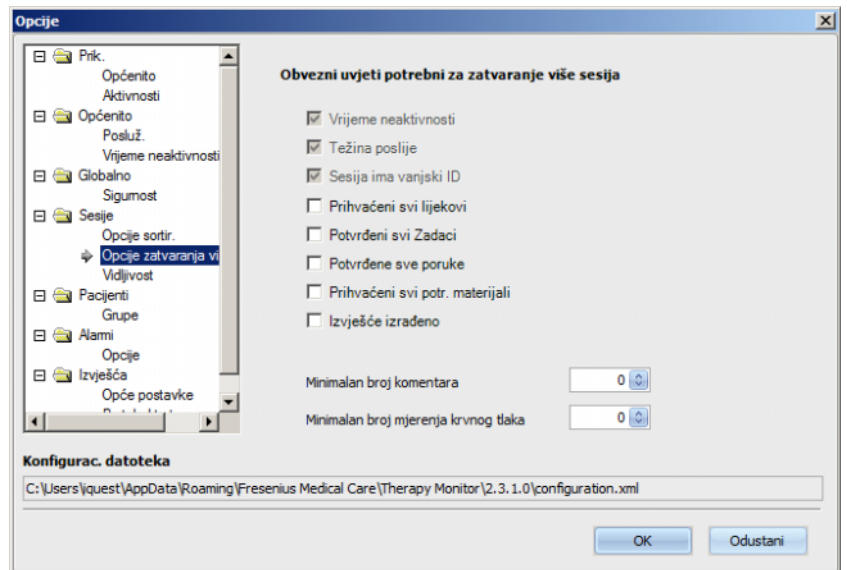 Opcije
Prik.
Općenito
Aktivnosti
Općenito
Posluž.
Vrijeme neaktivnosti
Globalno
Sigurnost
Sesije
Opcije sortir.
Opcije zatvaranja vi
Vidljivost
Pacijenti
Grupe
Alarmi
Opcije
Izvješća
Opće postavke
Obvezni uvjeti potrebni za zatvaranje više sesija
Vrijeme neaktivnosti
Težina poslije
Sesija ima vanjski ID
Prihvaćeni svi lijekovi
Potvrđeni svi Zadaci
Potvrđene sve poruke
Prihvaćeni svi potr. materijali
Izvješće izrađeno
Minimalan broj komentara 0
Minimalan broj mjerenja krvnog tlaka 0
Konfigurac. datoteka
C:\Users\iquest\AppData\Roaming\Fresenius Medical Care\Therapy Monitor\2.3.1.0\configuration.xml
OK Odustani